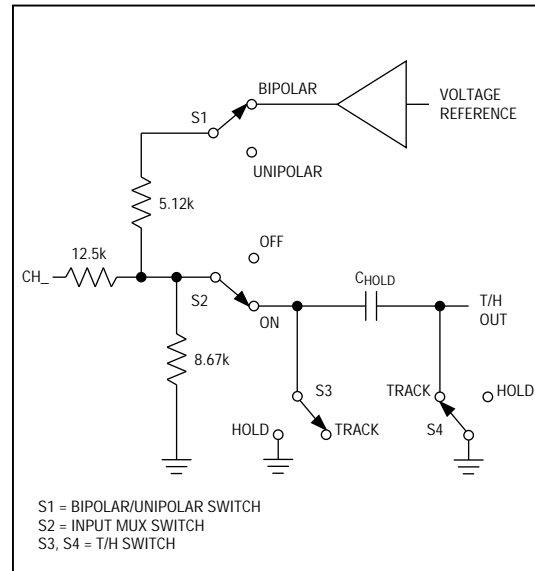 BIPOLAR
VOLTAGE
REFERENCE
S1
UNIPOLAR
5.12k
12.5k
OFF
CH_
S2
ON
CHOLD
T/H
OUT
8.67k
S3
TRACK
HOLD
HOLD
TRACK
S4
S1 = BIPOLAR/UNIPOLAR SWITCH
S2 = INPUT MUX SWITCH
S3, S4 = T/H SWITCH